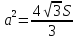 a² = 4√3S/3